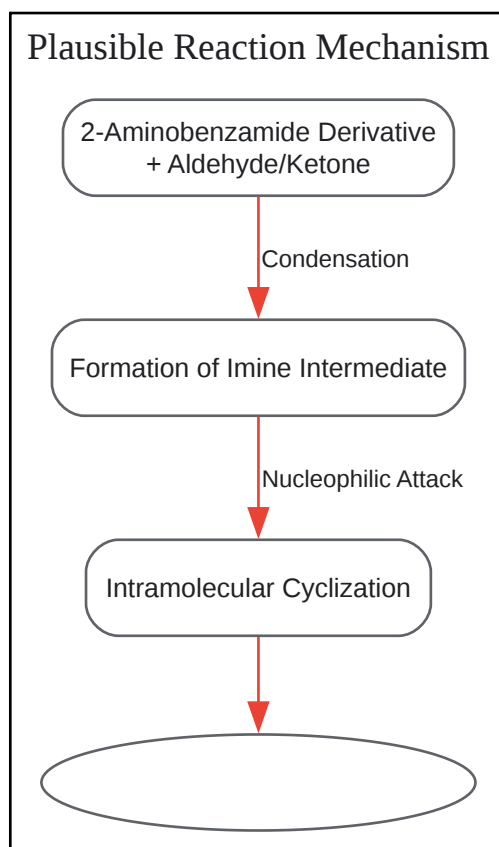 Plausible Reaction Mechanism
2-Aminobenzamide Derivative
+ Aldehyde/Ketone
Condensation
Formation of Imine Intermediate
Nucleophilic Attack
Intramolecular Cyclization